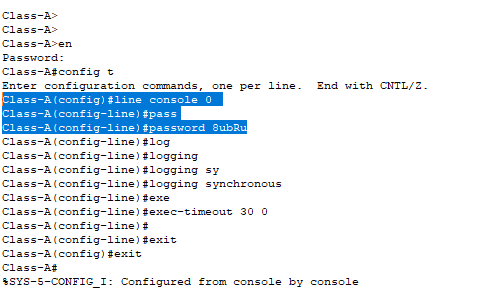 Class-A>
Class-A>
Class-A>en
Password:
Class-A#config t
Enter configuration commands, one per line.  End with CNTL/Z.
Class-A(config)#line console 0
Class-A(config-line)#pass
Class-A(config-line)#password 8ubRu
Class-A(config-line)#log
Class-A(config-line)#logging
Class-A(config-line)#logging sy
Class-A(config-line)#logging synchronous
Class-A(config-line)#exe
Class-A(config-line)#exec-timeout 30 0
Class-A(config-line)#
Class-A(config-line)#exit
Class-A(config)#exit
Class-A#
%SYS-5-CONFIG_I: Configured from console by console